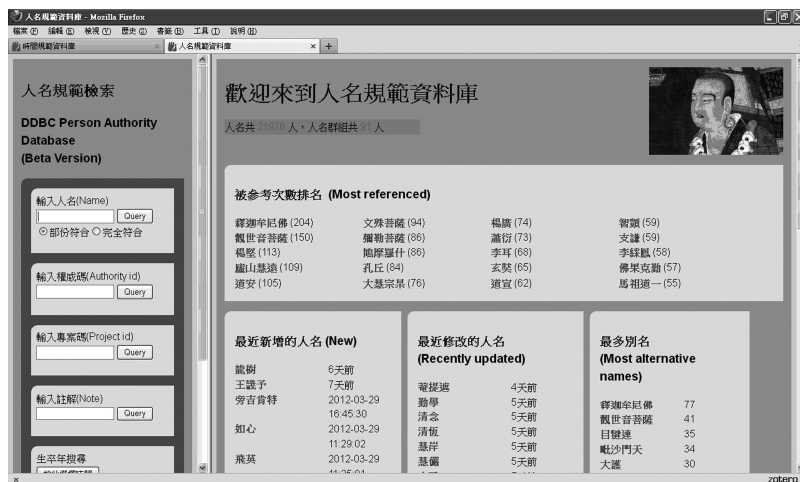 人名規範資料庫 - Mozilla Firefox
檔案(F) 編輯(E) 檢視(V) 歷史(S) 書籤(B) 工具(T) 說明(H)
時間規範資料庫 × 人名規範資料庫 × +
人名規範檢索
DDBC Person Authority
Database
(Beta Version)
輸入人名(Name)
Query
部份符合 完全符合
輸入權威碼(Authority id)
Query
輸入專案碼(Project id)
Query
輸入註解(Note)
Query
生卒年搜尋
歡迎來到人名規範資料庫
人名共 21976 人，人名群組共 91 人
被參考次數排名 (Most referenced)
釋迦牟尼佛 (204) 文殊菩薩 (94) 楊廣 (74) 智顗 (59)
觀世音菩薩 (150) 彌勒菩薩 (86) 蕭衍 (73) 支謙 (59)
楊堅 (113) 鳩摩羅什 (86) 李耳 (68) 李綵鳳 (58)
廬山慧遠 (109) 孔丘 (84) 玄奘 (65) 佛果克勤 (57)
道安 (105) 大慧宗杲 (76) 道宣 (62) 馬祖道一 (55)
最近新增的人名 (New)
龍樹 6天前
王譏予 7天前
旁吉肯特 2012-03-29
16:45:30
如心 2012-03-29
11:29:02
飛英 2012-03-29
11:25:01
最近修改的人名
(Recently updated)
菴提遮 4天前
勤學 5天前
清念 5天前
清恆 5天前
慧岸 5天前
慧偏 5天前
最多別名
(Most alternative
names)
釋迦牟尼佛 77
觀世音菩薩 41
目犍連 35
毗沙門天 34
大護 30
zotero